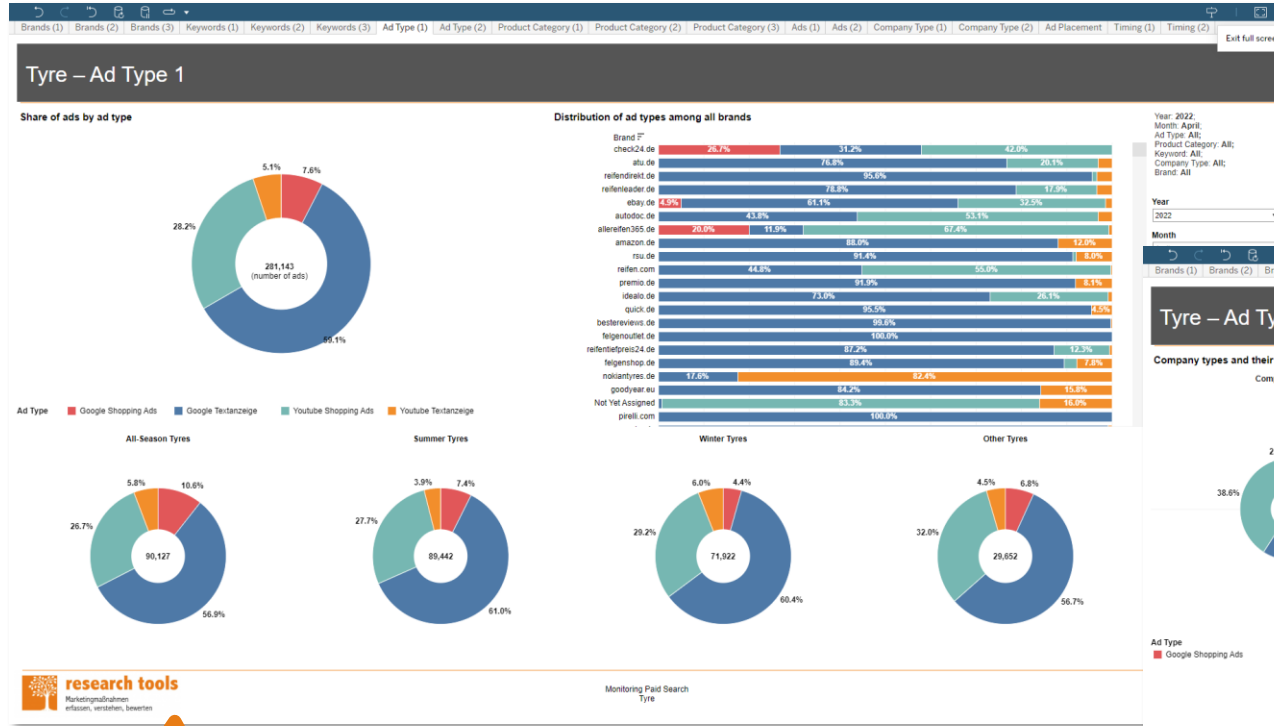 Brands (1) Brands (2) Brands (3) Keywords (1) Keywords (2) Keywords (3) Ad Type (1) Ad Type (2) Product Category (1) Product Category (2) Product Category (3) Ads (1) Ads (2) Company Type (1) Company Type (2) Ad Placement Timing (1) Timing (2)
Exit full scree
Tyre – Ad Type 1
Share of ads by ad type
5.1% 7.6%
28.2%
281,143
(number of ads)
59.1%
Ad Type Google Shopping Ads Google Textanzeige Youtube Shopping Ads Youtube Textanzeige
Distribution of ad types among all brands
Brand
check24.de 26.7% 31.2% 42.0%
atu.de 76.8% 20.1%
reifendirekt.de 95.6%
reifenleader.de 78.8% 17.9%
ebay.de 4.9% 61.1% 32.5%
autodoc.de 43.8% 53.1%
allereifen365.de 20.0% 11.9% 67.4%
amazon.de 88.0% 12.0%
rsu.de 91.4% 8.0%
reifen.com 44.8% 55.0%
premio.de 91.9% 8.1%
idealo.de 73.0% 26.1%
quick.de 95.5% 4.5%
bestereviews.de 99.6%
felgenoutlet.de 100.0%
reifentiefpreis24.de 87.2% 12.3%
felgenshop.de 89.4% 7.8%
nokiantyres.de 17.6% 82.4%
goodyear.eu 84.2% 15.8%
Not Yet Assigned 83.3% 16.0%
pirelli.com 100.0%
Year: 2022;
Month: April;
Ad Type: All;
Product Category: All;
Keyword: All;
Company Type: All;
Brand: All
Year
2022
Month
Brands (1) Brands (2) Br
Tyre – Ad Ty
Company types and their
Com
2
38.6%
Ad Type
Google Shopping Ads
All-Season Tyres
5.8% 10.6%
26.7%
90,127
56.9%
Summer Tyres
3.9% 7.4%
27.7%
89,442
61.0%
Winter Tyres
6.0% 4.4%
29.2%
71,922
60.4%
Other Tyres
4.5% 6.8%
32.0%
29,652
56.7%
research tools
Marketingmaßnahmen
erfassen, verstehen, bewerten
Monitoring Paid Search
Tyre